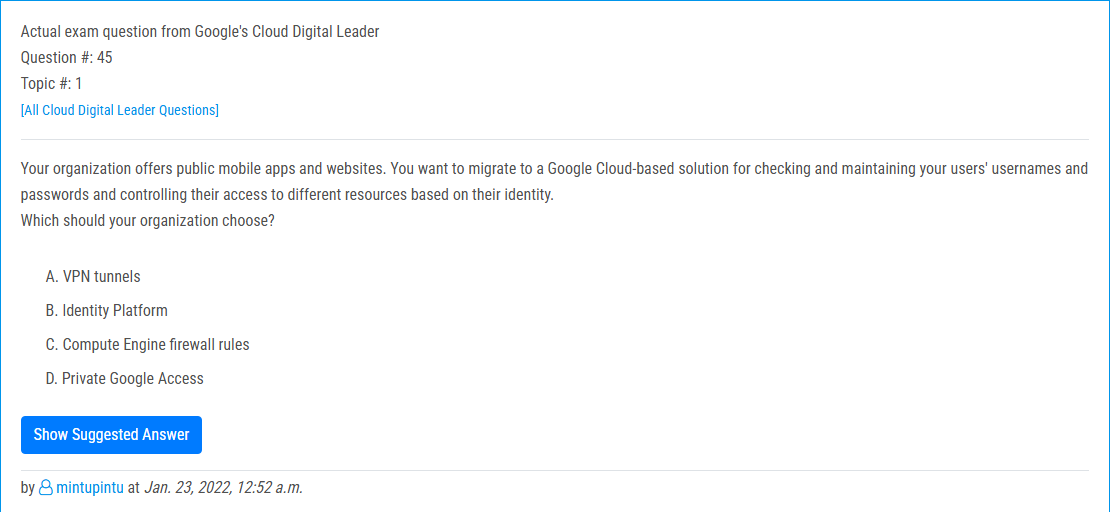 Actual exam question from Google's Cloud Digital Leader
Question #: 45
Topic #: 1
[All Cloud Digital Leader Questions]
Your organization offers public mobile apps and websites. You want to migrate to a Google Cloud-based solution for checking and maintaining your users' usernames and
passwords and controlling their access to different resources based on their identity.
Which should your organization choose?
A. VPN tunnels
B. Identity Platform
C. Compute Engine firewall rules
D. Private Google Access
Show Suggested Answer
by mintupintu at Jan. 23, 2022, 12:52 a.m.